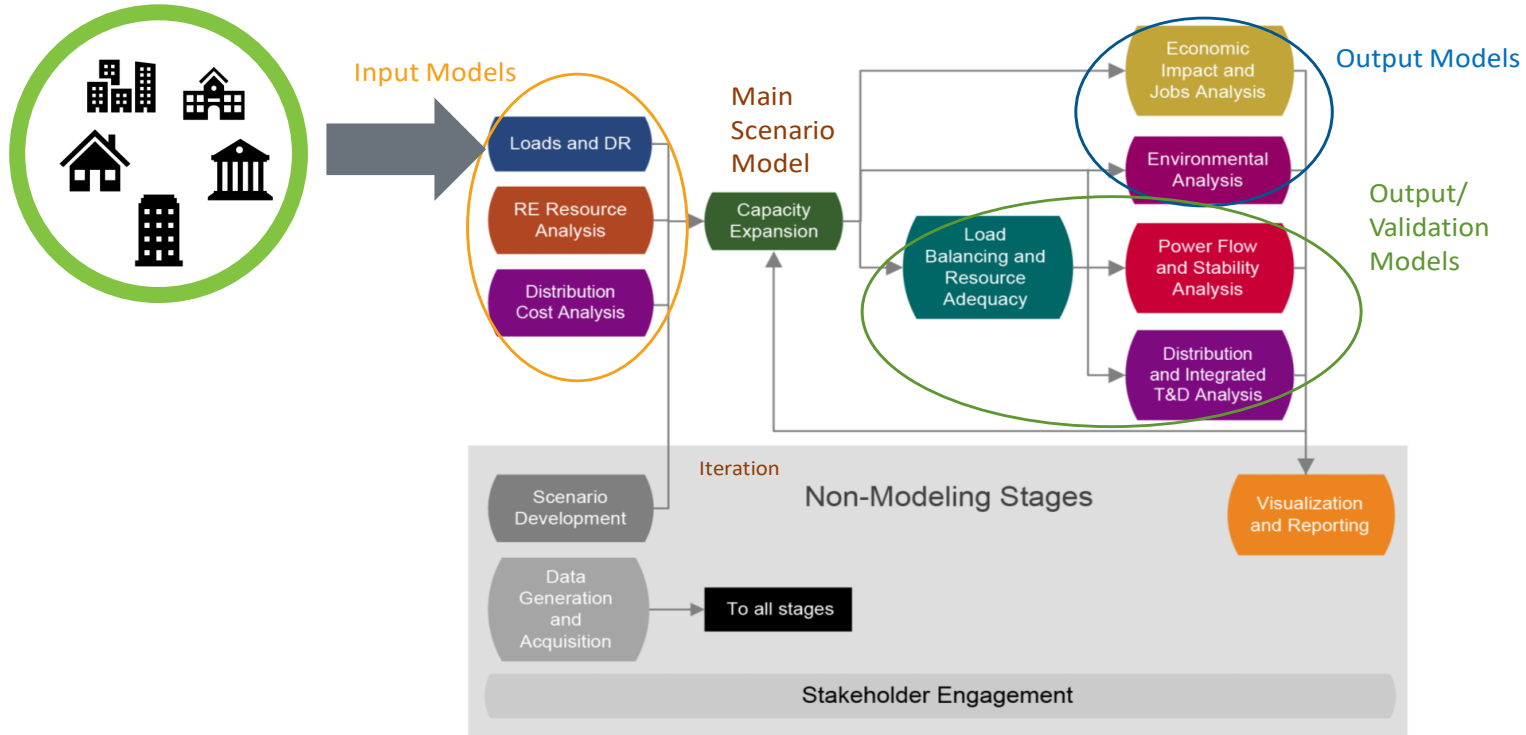 Input Models
Loads and DR
RE Resource
Analysis
Distribution
Cost Analysis
Main
Scenario
Model
Capacity
Expansion
Load
Balancing and
Resource
Adequacy
Economic
Impact and
Jobs Analysis
Environmental
Analysis
Power Flow
and Stability
Analysis
Distribution
and Integrated
T&D Analysis
Output Models
Output/
Validation
Models
Iteration
Non-Modeling Stages
Scenario
Development
Data
Generation
and
Acquisition
To all stages
Visualization
and Reporting
Stakeholder Engagement